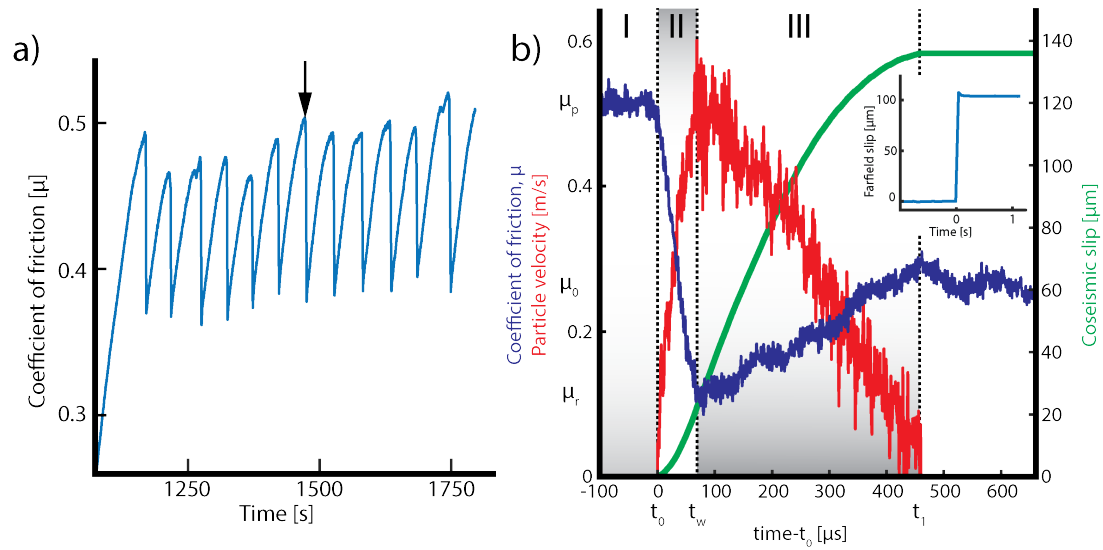 a)
Coefficient of friction [μ]
0.5
0.4
0.3
1250
1500
1750
Time [s]
b)
I
II
III
Coefficient of friction, μ
Particle velocity [m/s]
0.6
μp
0.4
μ0
0.2
μr
0
-100
0
100
200
300
400
500
600
t0
tw
t1
time-t0 [μs]
140
120
100
80
60
40
20
0
Coseismic slip [μm]
Farfield slip [μm]
100
50
0
0
1
Time [s]